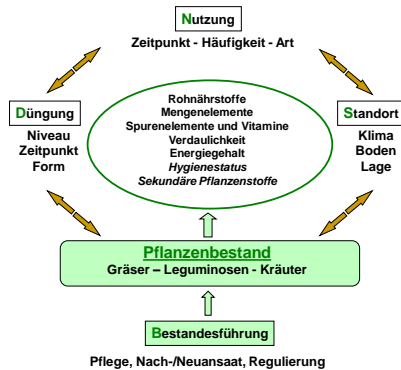 Nutzung
Zeitpunkt - Häufigkeit - Art
Düngung
Niveau
Zeitpunkt
Form
Rohnährstoffe
Mengenelemente
Spurenelemente und Vitamine
Verdaulichkeit
Energiegehalt
Hygienestatus
Sekundäre Pflanzenstoffe
Standort
Klima
Boden
Lage
Pflanzenbestand
Gräser – Leguminosen - Kräuter
Bestandesführung
Pflege, Nach-/Neuansaat, Regulierung